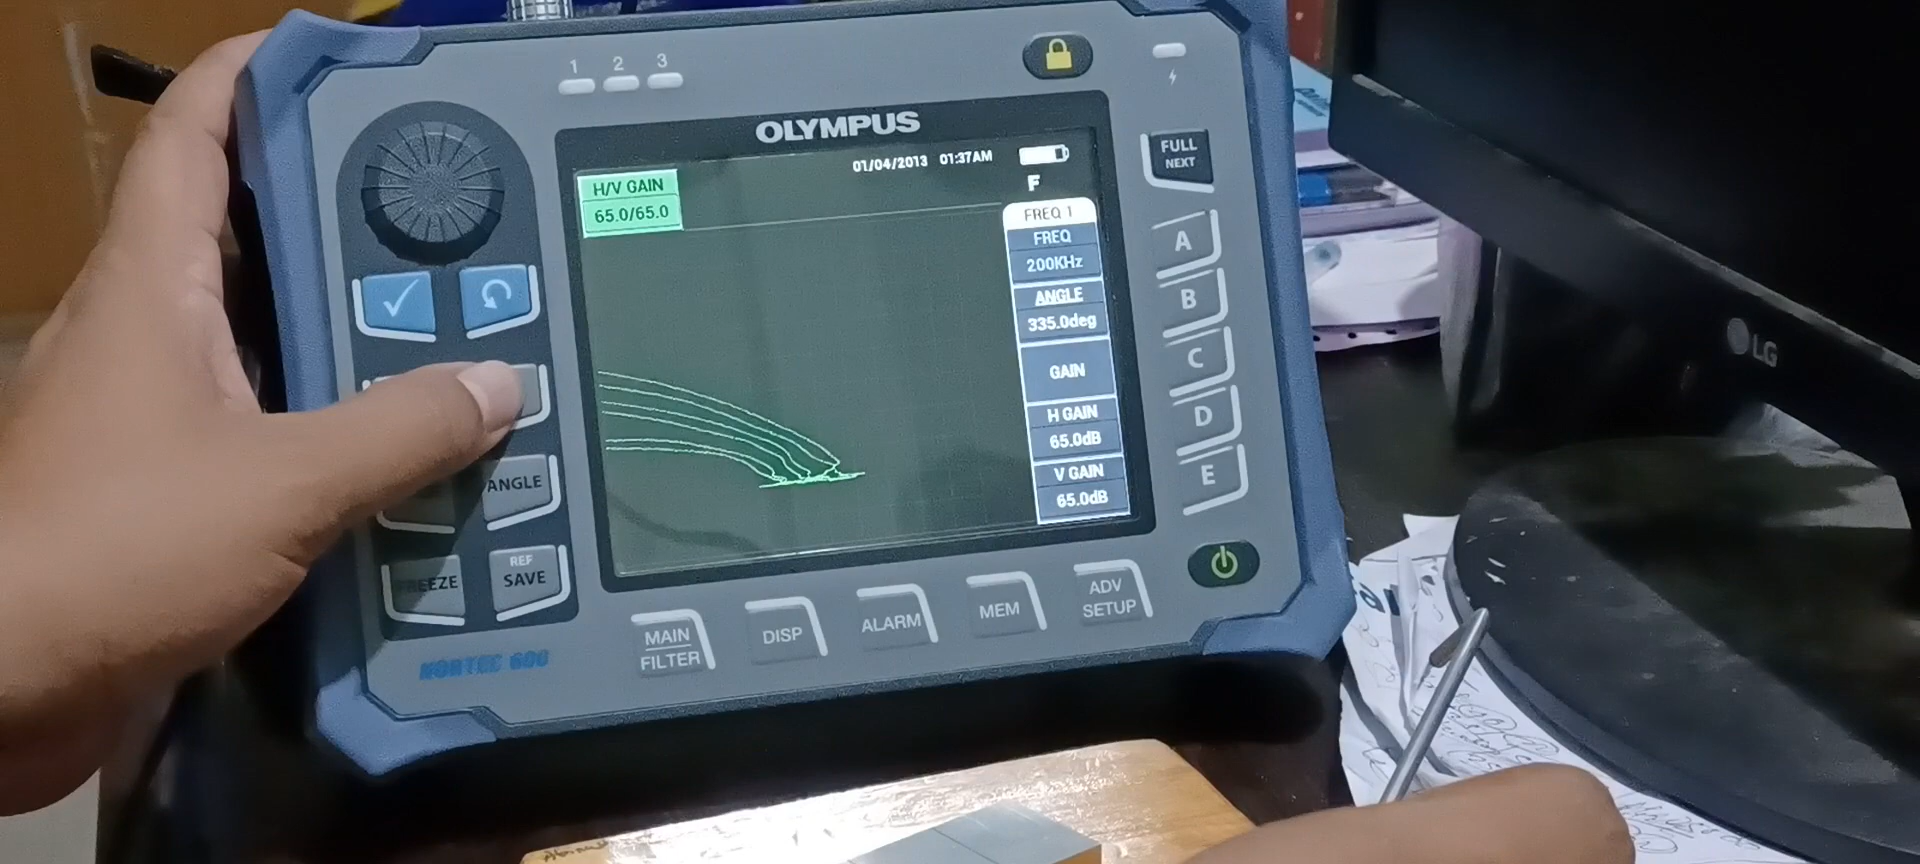 1 2 3
OLYMPUS
01/04/2013 01:37AM
F
H/V GAIN
65.0/65.0
FREQ 1
FREQ
200KHz
ANGLE
335.0deg
GAIN
H GAIN
65.0dB
V GAIN
65.0dB
FULL
NEXT
A
B
C
D
E
ANGLE
REF
SAVE
NORTEC 600
MAIN
FILTER
DISP
ALARM
MEM
ADV
SETUP
LG